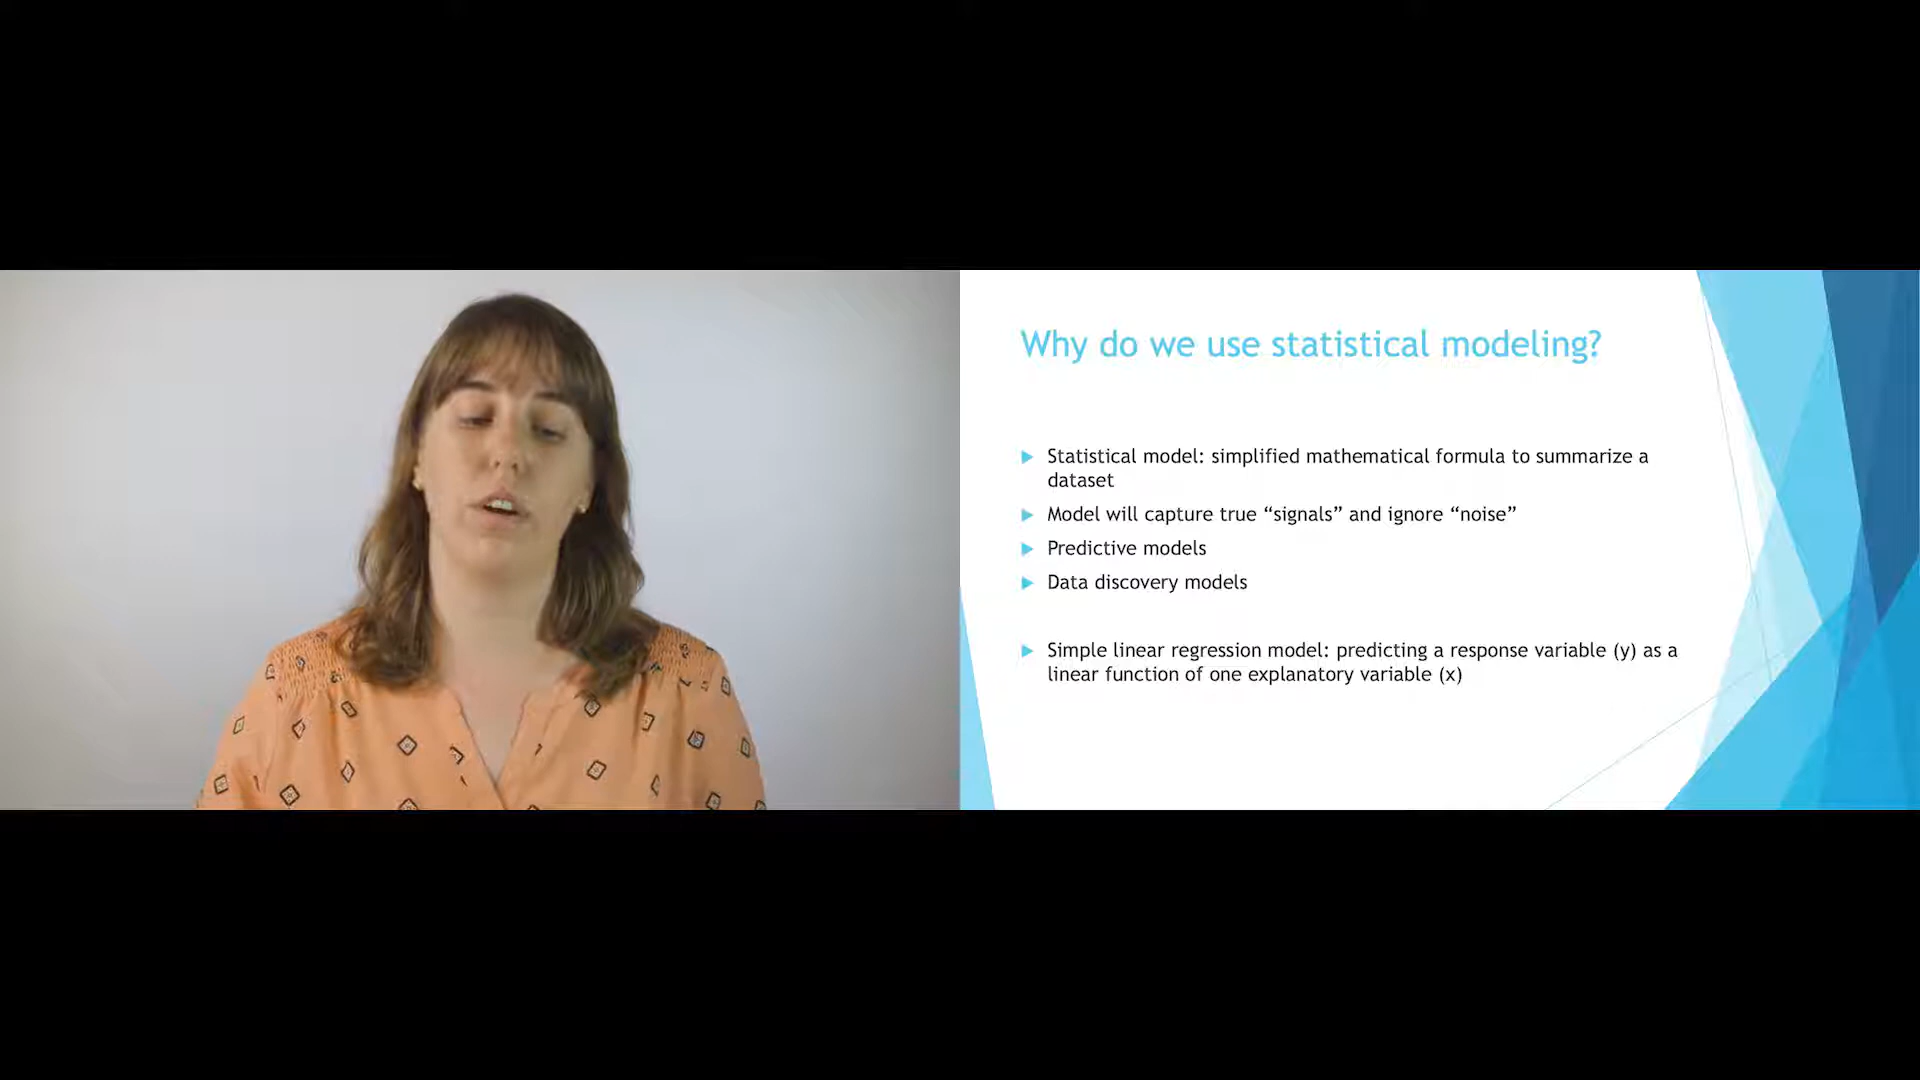 Why do we use statistical modeling?
Statistical model: simplified mathematical formula to summarize a
dataset
Model will capture true “signals” and ignore “noise”
Predictive models
Data discovery models
Simple linear regression model: predicting a response variable (y) as a
linear function of one explanatory variable (x)